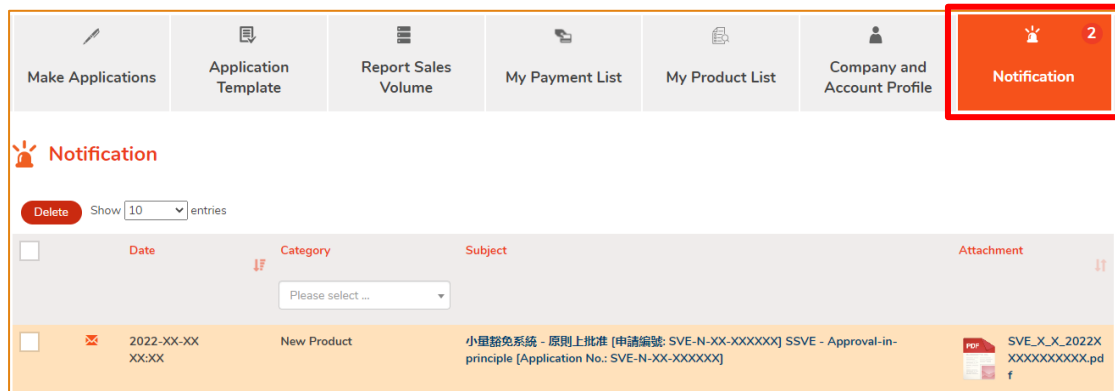 Make Applications
Application
Template
Report Sales
Volume
My Payment List
My Product List
Company and
Account Profile
2
Notification
Notification
Delete Show 10 entries
Date Category Subject Attachment
Please select ...
2022-XX-XX New Product 小量豁免系統 - 原則上批准 [申請編號: SVE-N-XX-XXXXXX] SSVE - Approval-in- PDF SVE_X_X_2022X
XX:XX principle [Application No.: SVE-N-XX-XXXXXX] XXXXXXXXXX.pd
f